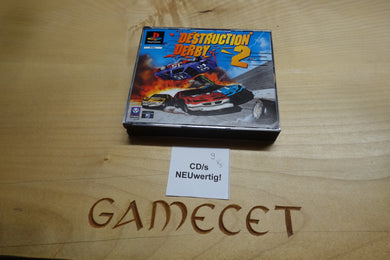 DESTRUCTION
DERBY 2
CD/s
NEUwertig!
GAMECET